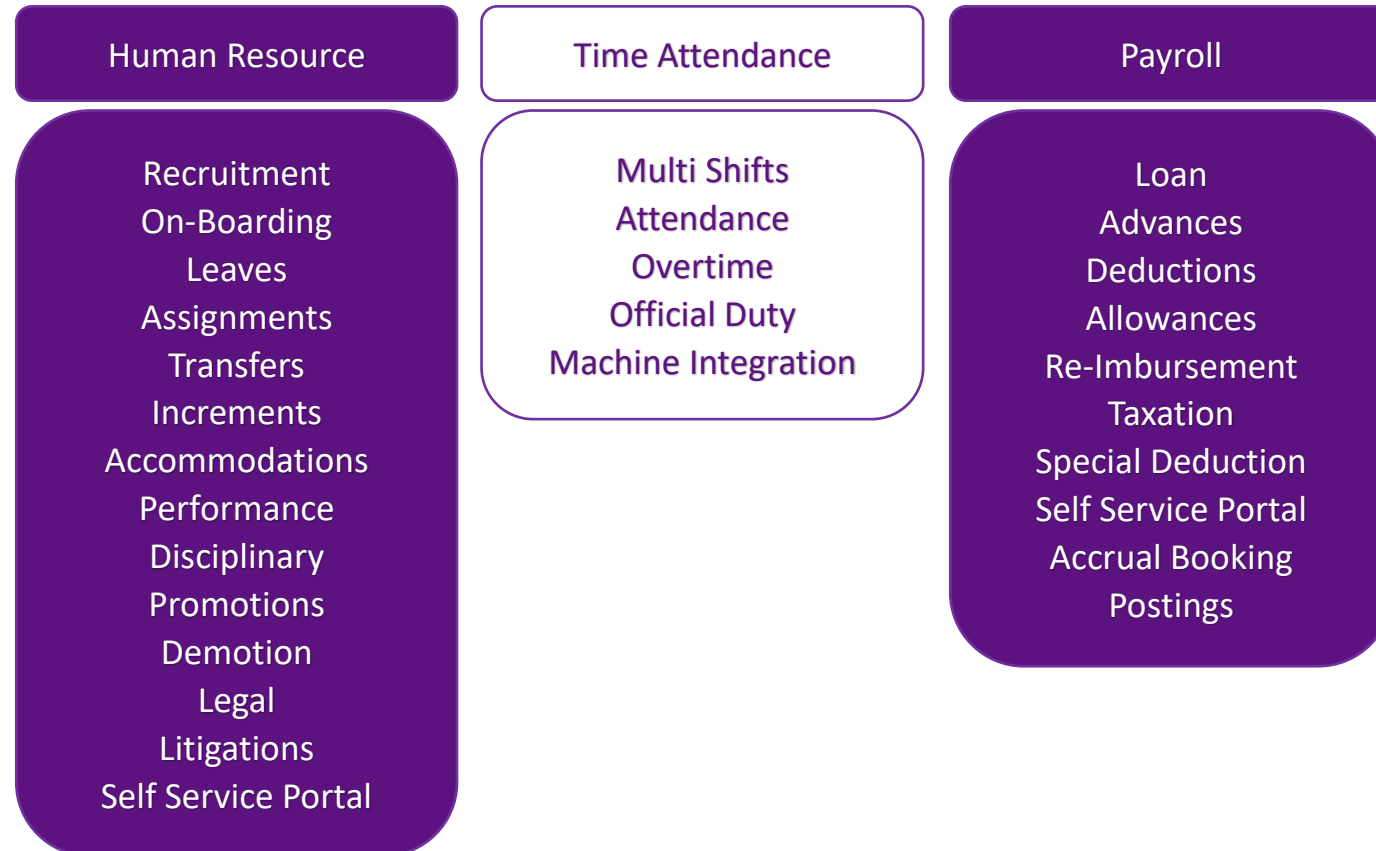 Human Resource
Recruitment
On-Boarding
Leaves
Assignments
Transfers
Increments
Accommodations
Performance
Disciplinary
Promotions
Demotion
Legal
Litigations
Self Service Portal
Time Attendance
Multi Shifts
Attendance
Overtime
Official Duty
Machine Integration
Payroll
Loan
Advances
Deductions
Allowances
Re-Imbursement
Taxation
Special Deduction
Self Service Portal
Accrual Booking
Postings